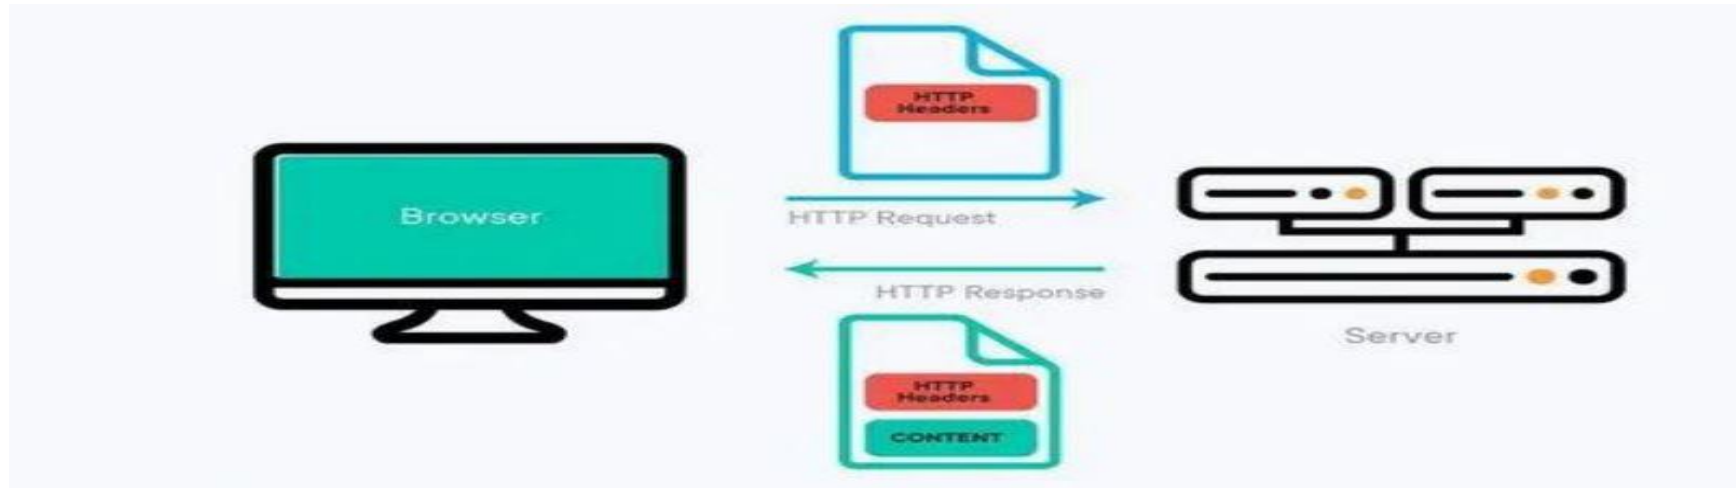 HTTP
Headers
Browser
HTTP Request
HTTP Response
Server
HTTP
Headers
CONTENT